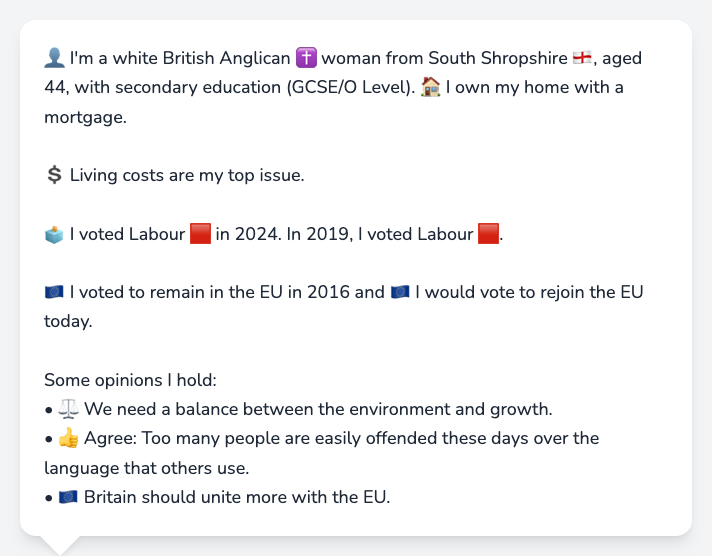 👤 I'm a white British Anglican ✝️ woman from South Shropshire 🏴󠁧󠁢󠁥󠁮󠁧󠁿, aged
44, with secondary education (GCSE/O Level). 🏠 I own my home with a
mortgage.
💲 Living costs are my top issue.
🗳️ I voted Labour 🟥 in 2024. In 2019, I voted Labour 🟥.
🇪🇺 I voted to remain in the EU in 2016 and 🇪🇺 I would vote to rejoin the EU
today.
Some opinions I hold:
• ⚖️ We need a balance between the environment and growth.
• 👍 Agree: Too many people are easily offended these days over the
language that others use.
• 🇪🇺 Britain should unite more with the EU.